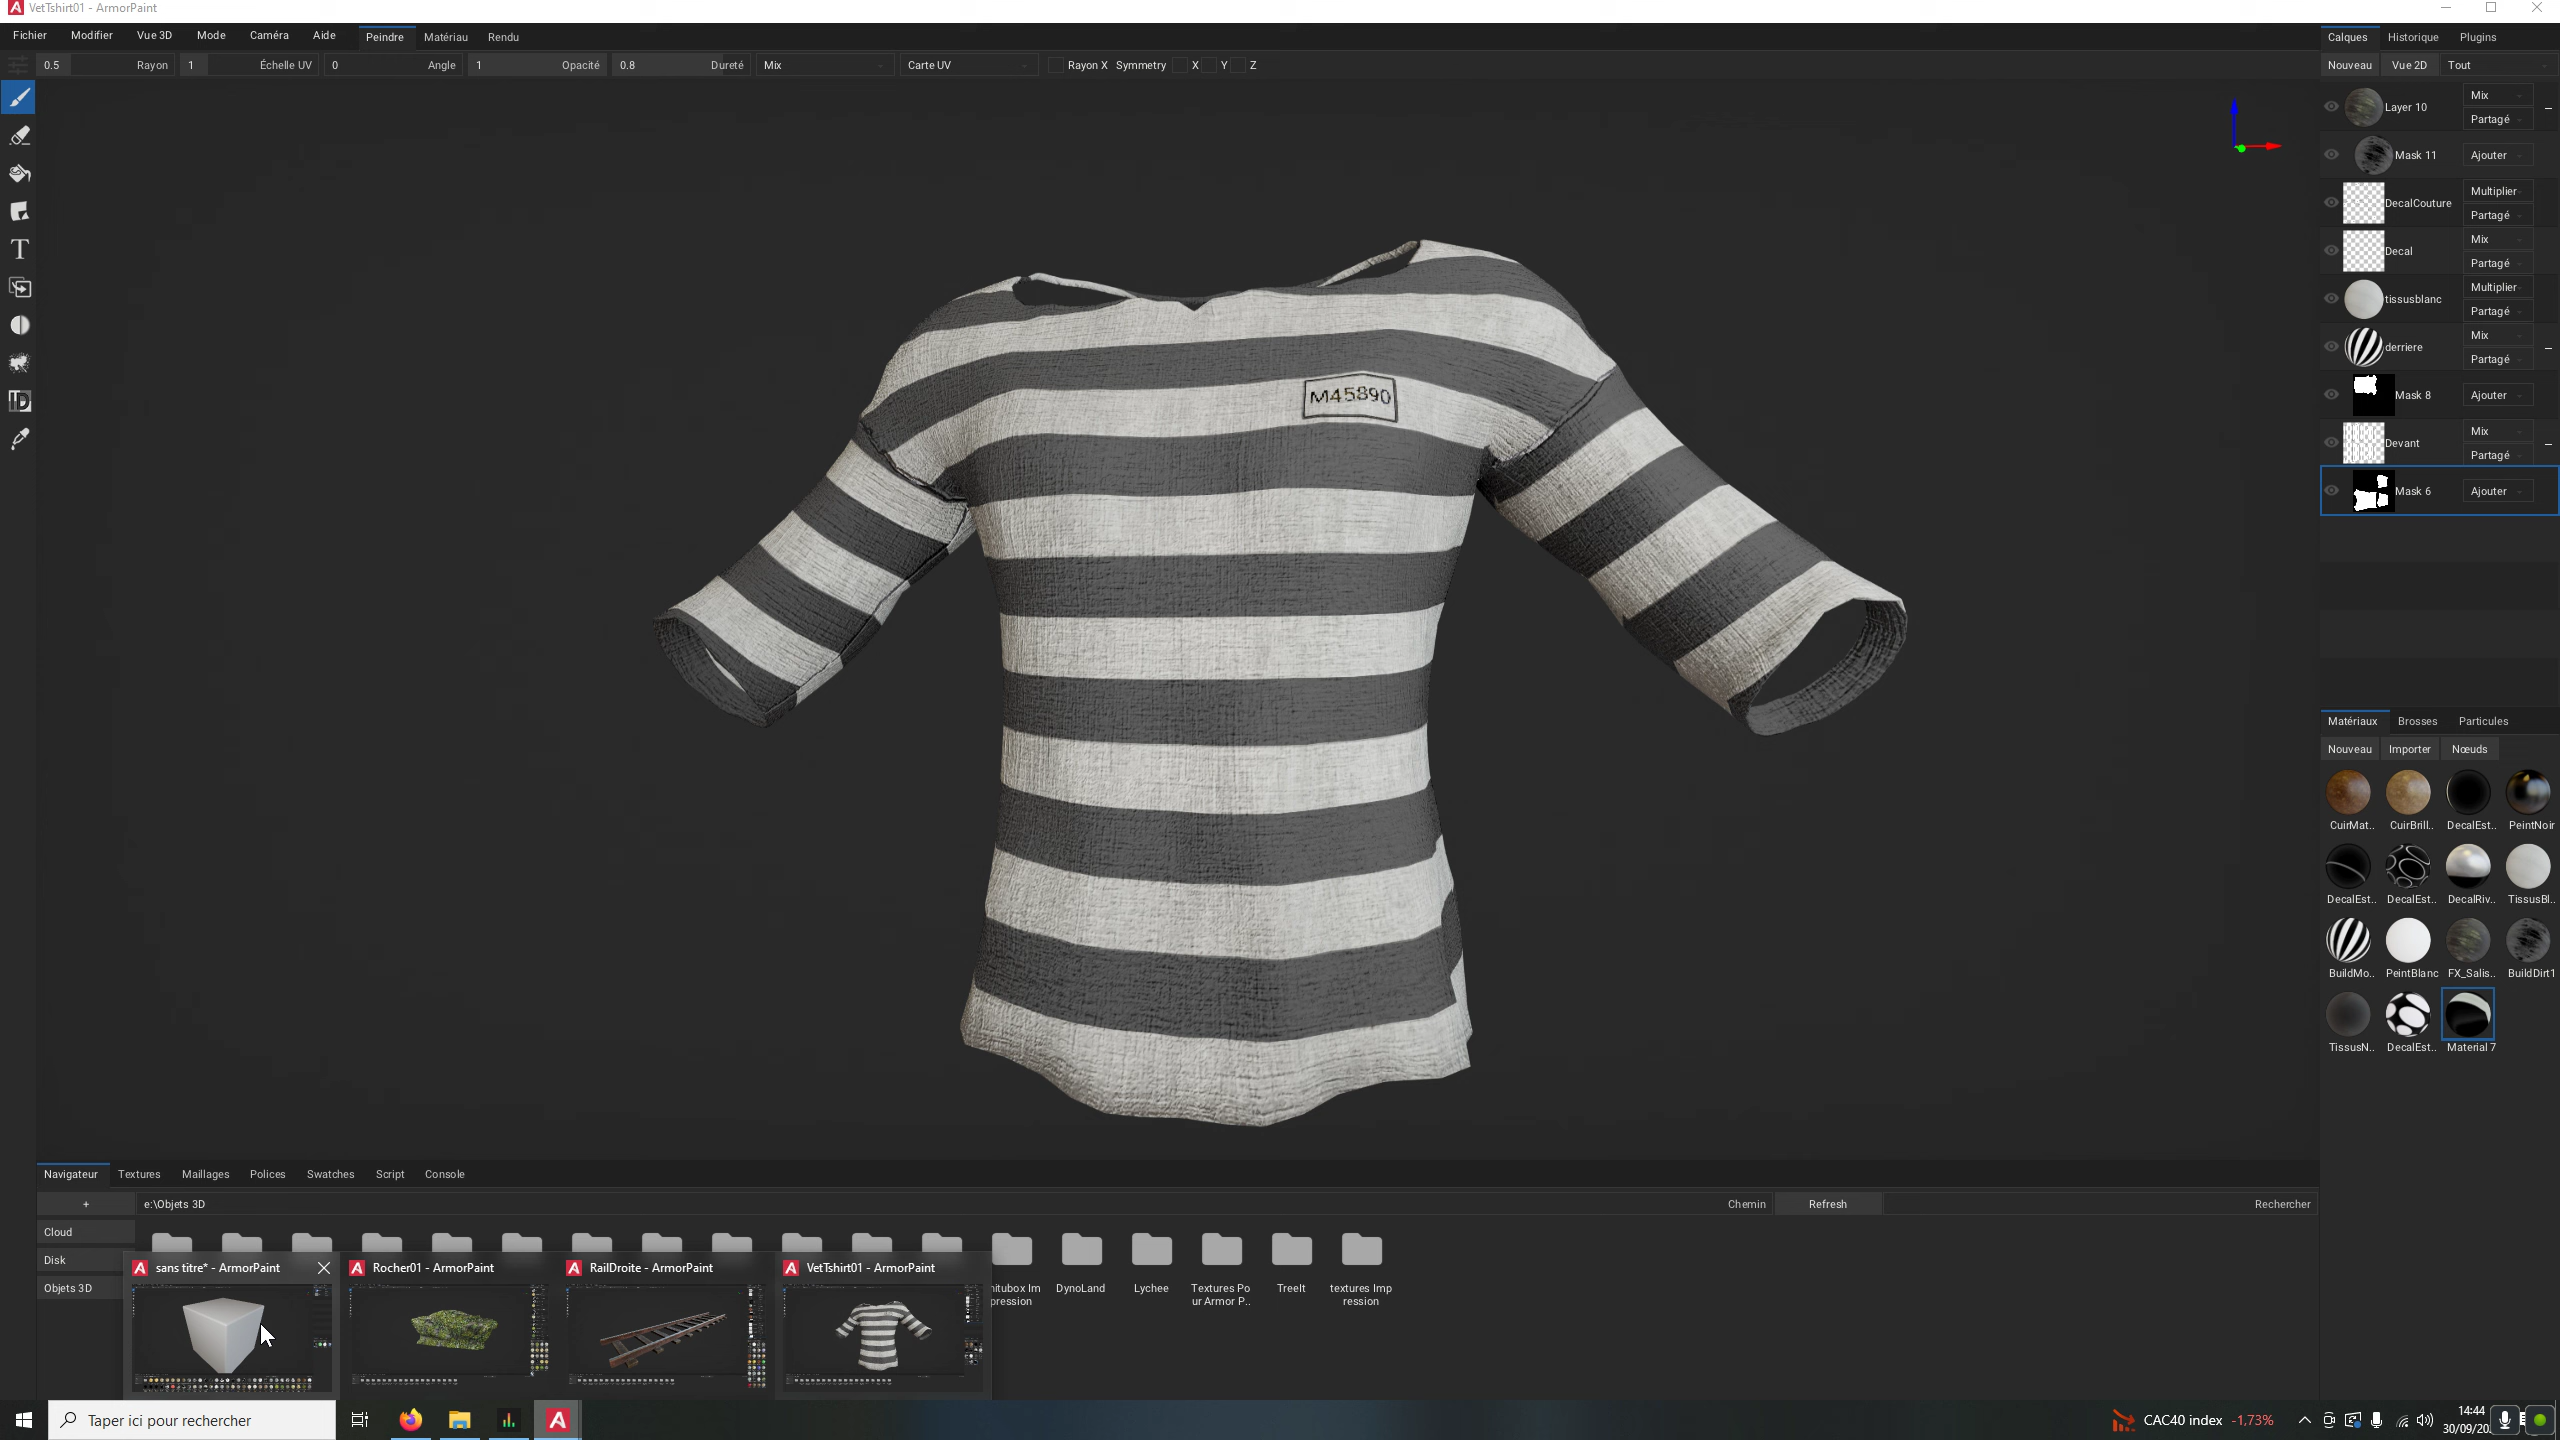 VetTshirt01 - ArmorPaint
Fichier Modifier Vue 3D Mode Caméra Aide Peindre Matériau Rendu
0.5 Rayon 1 Échelle UV 0 Angle 1 Opacité 0.8 Dureté Mix Carte UV Rayon X Symmetry X Y Z
Calques Historique Plugins
Nouveau Vue 2D Tout
Layer 10 Mix
Partagé
Mask 11 Ajouter
DecalCouture Multiplier
Partagé
Decal Mix
Partagé
tissusblanc Multiplier
Partagé
derriere Mix
Partagé
Mask 8 Ajouter
Devant Mix
Partagé
Mask 6 Ajouter
T
ID
M45890
Matériaux Brosses Particules
Nouveau Importer Nœuds
CuirMat.. CuirBrill.. DecalEst.. PeintNoir
DecalEst.. DecalEst.. DecalRiv.. TissusBl..
BuildMo.. PeintBlanc FX_Salis.. BuildDirt1
TissusN.. DecalEst.. Material 7
Navigateur Textures Maillages Polices Swatches Script Console
+ e:\Objets 3D Chemin Refresh Rechercher
Cloud
Disk
Objets 3D
sans titre* - ArmorPaint Rocher01 - ArmorPaint RailDroite - ArmorPaint VetTshirt01 - ArmorPaint
DynoLand Lychee Textures Po TreeIt textures Imp
pression ur Armor P.. ression
Taper ici pour rechercher
CAC40 index -1,73%
14:44
30/09/20